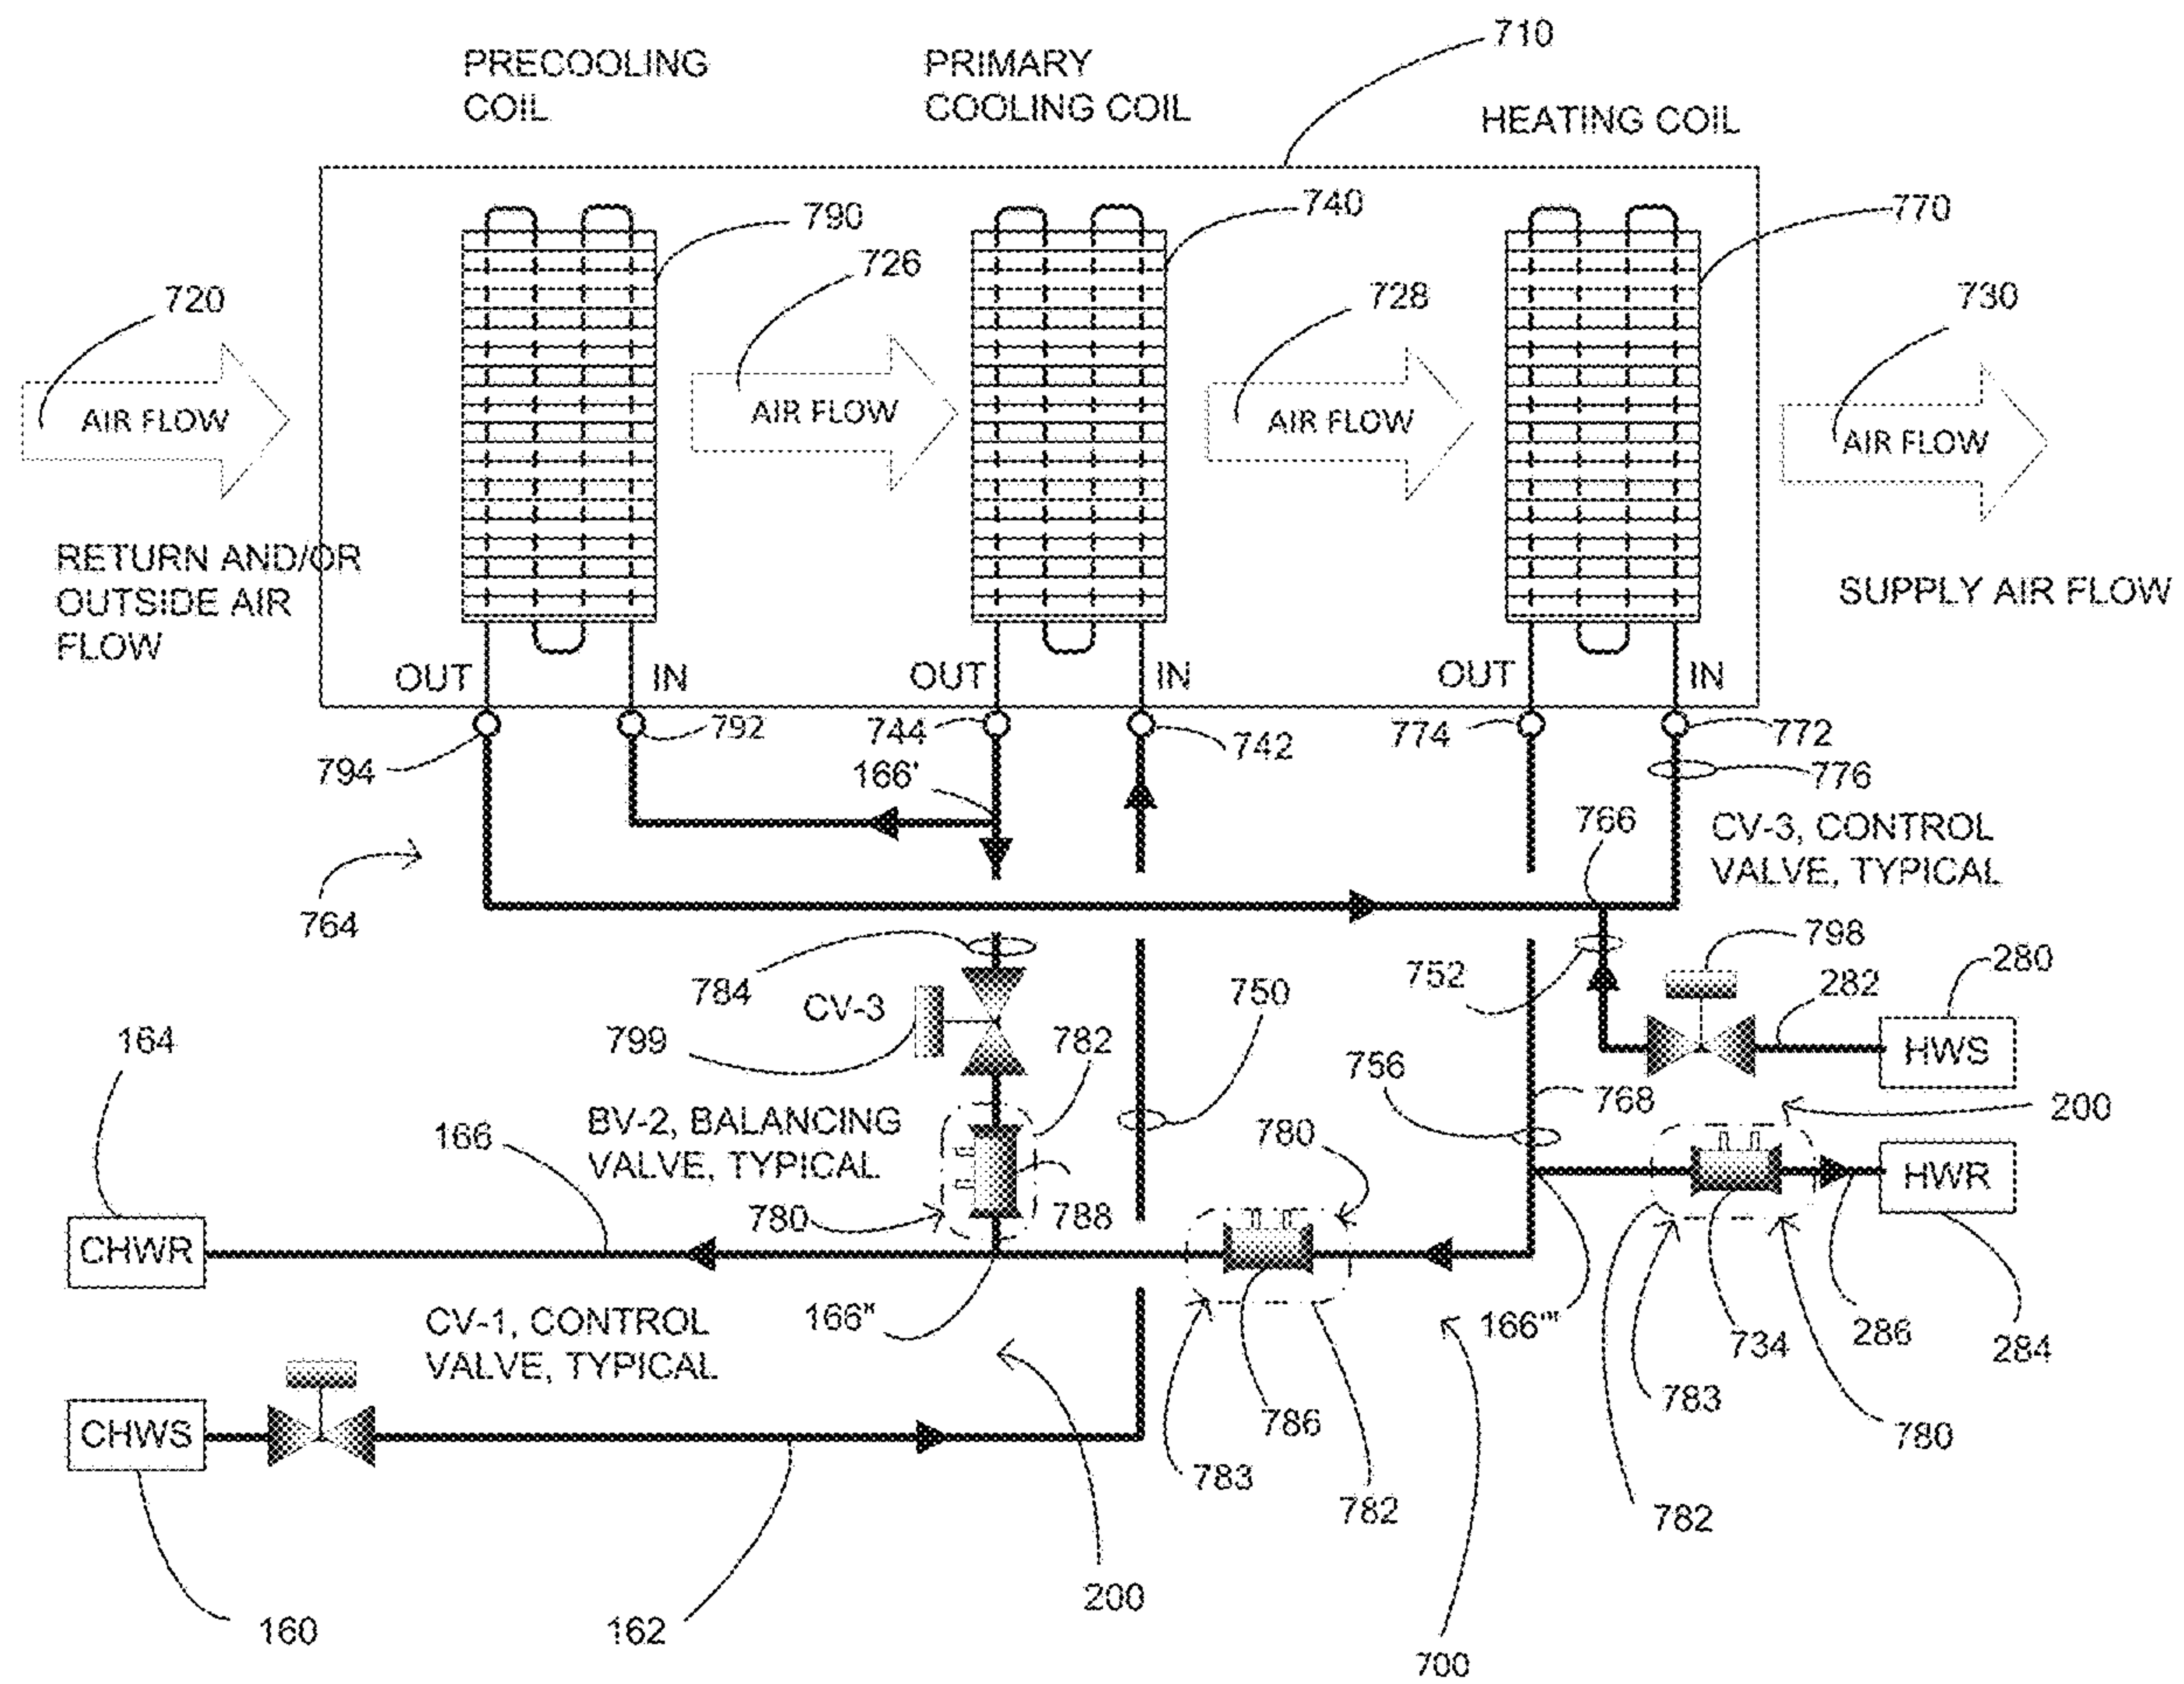 710
PRECOOLING
COIL
PRIMARY
COOLING COIL
HEATING COIL
790
740
770
726
720
728
730
AIR FLOW
AIR FLOW
AIR FLOW
AIR FLOW
RETURN AND/OR
OUTSIDE AIR
FLOW
SUPPLY AIR FLOW
OUT
IN
OUT
IN
OUT
IN
794
792
744
742
774
772
166'
776
766
CV-3, CONTROL
VALVE, TYPICAL
764
798
784
CV-3
750
752
282
280
HWS
799
782
164
756
768
200
BV-2, BALANCING
VALVE, TYPICAL
166
780
HWR
780
788
CHWR
166"
CV-1, CONTROL
VALVE, TYPICAL
166'"
734
286
284
783
786
780
CHWS
783
782
782
160
162
200
700